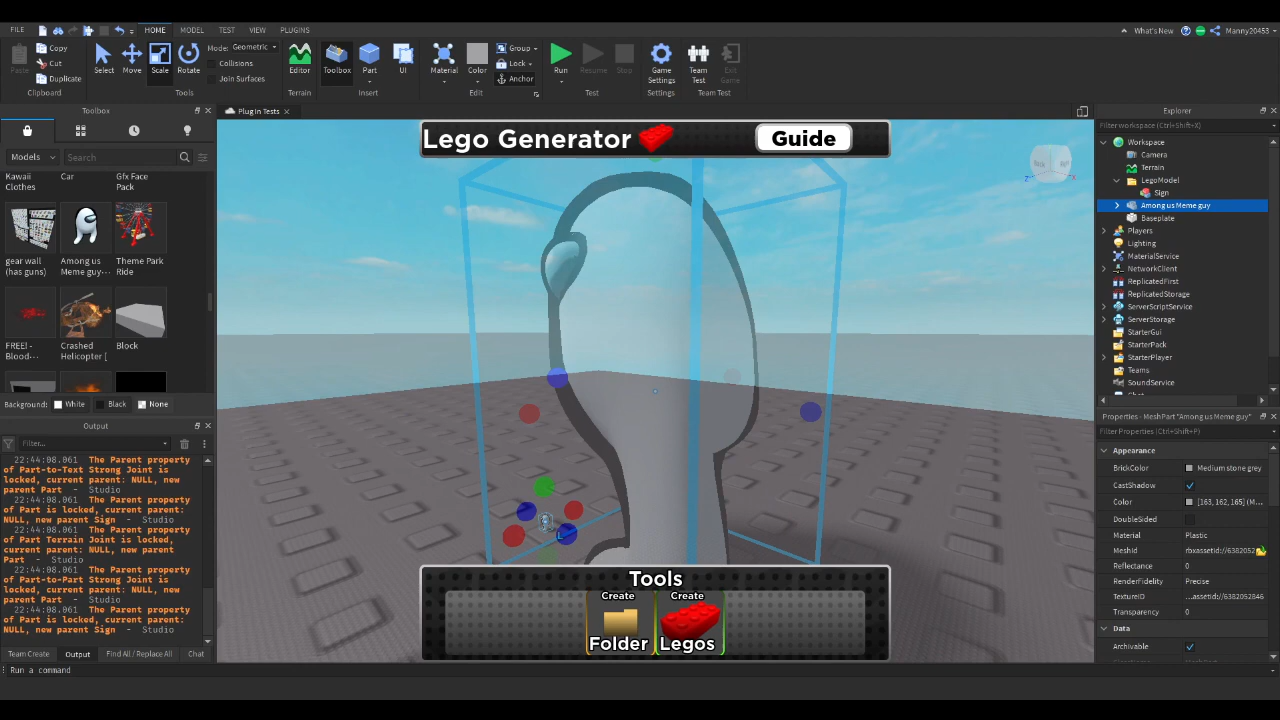 FILE HOME MODEL TEST VIEW PLUGINS What's New Manny20453
Paste Copy Cut Duplicate Clipboard
Select Move Scale Rotate Mode: Geometric Collisions Join Surfaces Tools
Editor Terrain
Toolbox Part UI Insert
Material Color Group Lock Anchor Edit
Run Resume Stop Test
Game Settings Settings
Team Test Exit Game Team Test
Toolbox
Plug In Tests
Explorer
Models Search
Filter workspace (Ctrl+Shift+X)
Kawaii Clothes
Car
Gfx Face Pack
gear wall (has guns)
Among us Meme guy...
Theme Park Ride
FREE! - Blood...
Crashed Helicopter [
Block
Background: White Black None
Output
Filter...
22:44:08.061 The Parent property
of Part-to-Text Strong Joint is
locked, current parent: NULL, new
parent Part - Studio
22:44:08.061 The Parent property
of Part is locked, current parent:
NULL, new parent Sign - Studio
22:44:08.061 The Parent property
of Part Terrain Joint is locked,
current parent: NULL, new parent
Part - Studio
22:44:08.061 The Parent property
of Part-to-Part Strong Joint is
locked, current parent: NULL, new
parent Part - Studio
22:44:08.061 The Parent property
of Part is locked, current parent:
NULL, new parent Sign - Studio
Team Create Output Find All / Replace All Chat
Run a command
Lego Generator Guide
Tools
Create Folder
Create Legos
Workspace
Camera
Terrain
LegoModel
Sign
Among us Meme guy
Baseplate
Players
Lighting
MaterialService
NetworkClient
ReplicatedFirst
ReplicatedStorage
ServerScriptService
ServerStorage
StarterGui
StarterPack
StarterPlayer
Teams
SoundService
Properties - MeshPart "Among us Meme guy"
Filter Properties (Ctrl+Shift+P)
Appearance
BrickColor Medium stone grey
CastShadow
Color [163, 162, 165] (M...
DoubleSided
Material Plastic
MeshId rbxassetid://6382052
Reflectance 0
RenderFidelity Precise
TextureID ...assetid://6382052846
Transparency 0
Data
Archivable